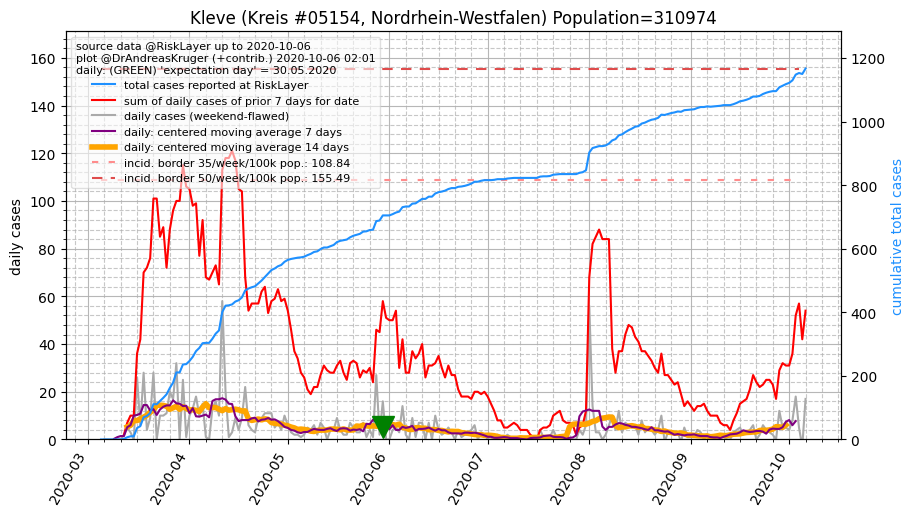 Kleve (Kreis #05154, Nordrhein-Westfalen) Population=310974
source data @RiskLayer up to 2020-10-06
plot @DrAndreasKruger (+contrib.) 2020-10-06 02:01
daily: (GREEN) 'expectation day' = 30.05.2020
total cases reported at RiskLayer
sum of daily cases of prior 7 days for date
daily cases (weekend-flawed)
daily: centered moving average 7 days
daily: centered moving average 14 days
incid. border 35/week/100k pop.: 108.84
incid. border 50/week/100k pop.: 155.49
daily cases
160
140
120
100
80
60
40
20
0
cumulative total cases
1200
1000
800
600
400
200
0
2020-03
2020-04
2020-05
2020-06
2020-07
2020-08
2020-09
2020-10